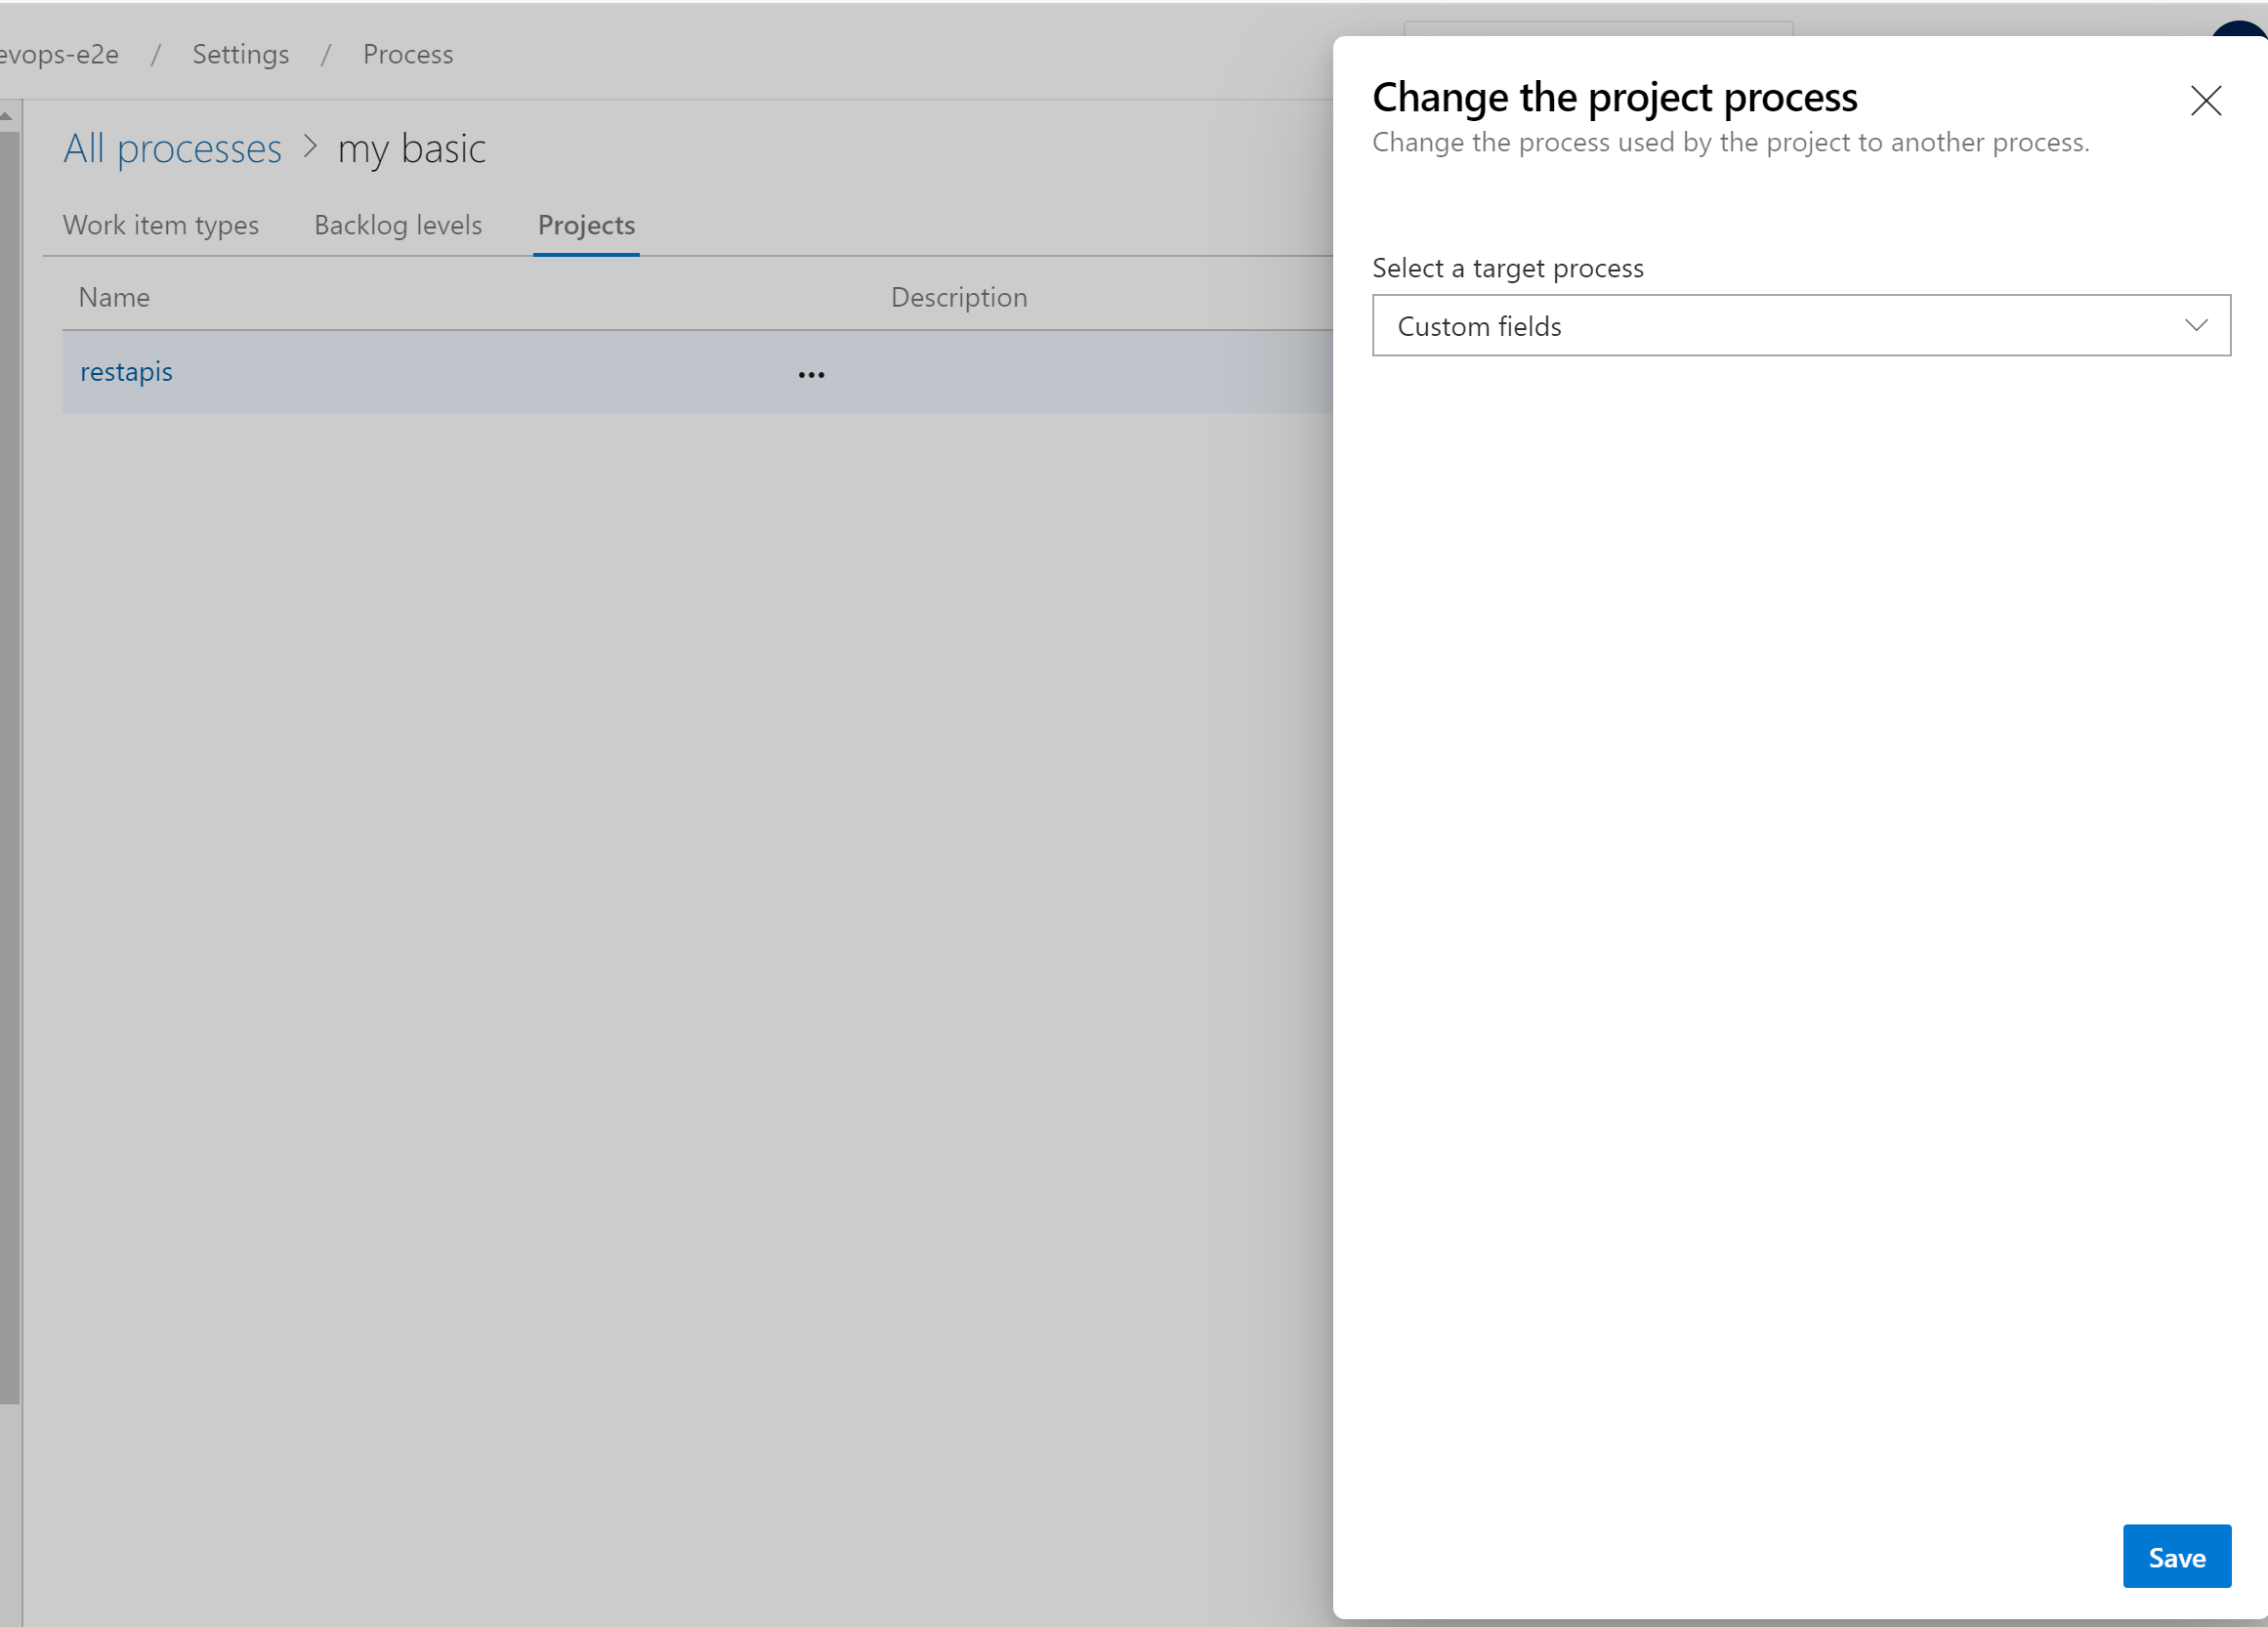 evops-e2e / Settings / Process
All processes > my basic
Work item types Backlog levels Projects
Name Description
restapis ...
Change the project process
Change the process used by the project to another process.
Select a target process
Custom fields
Save